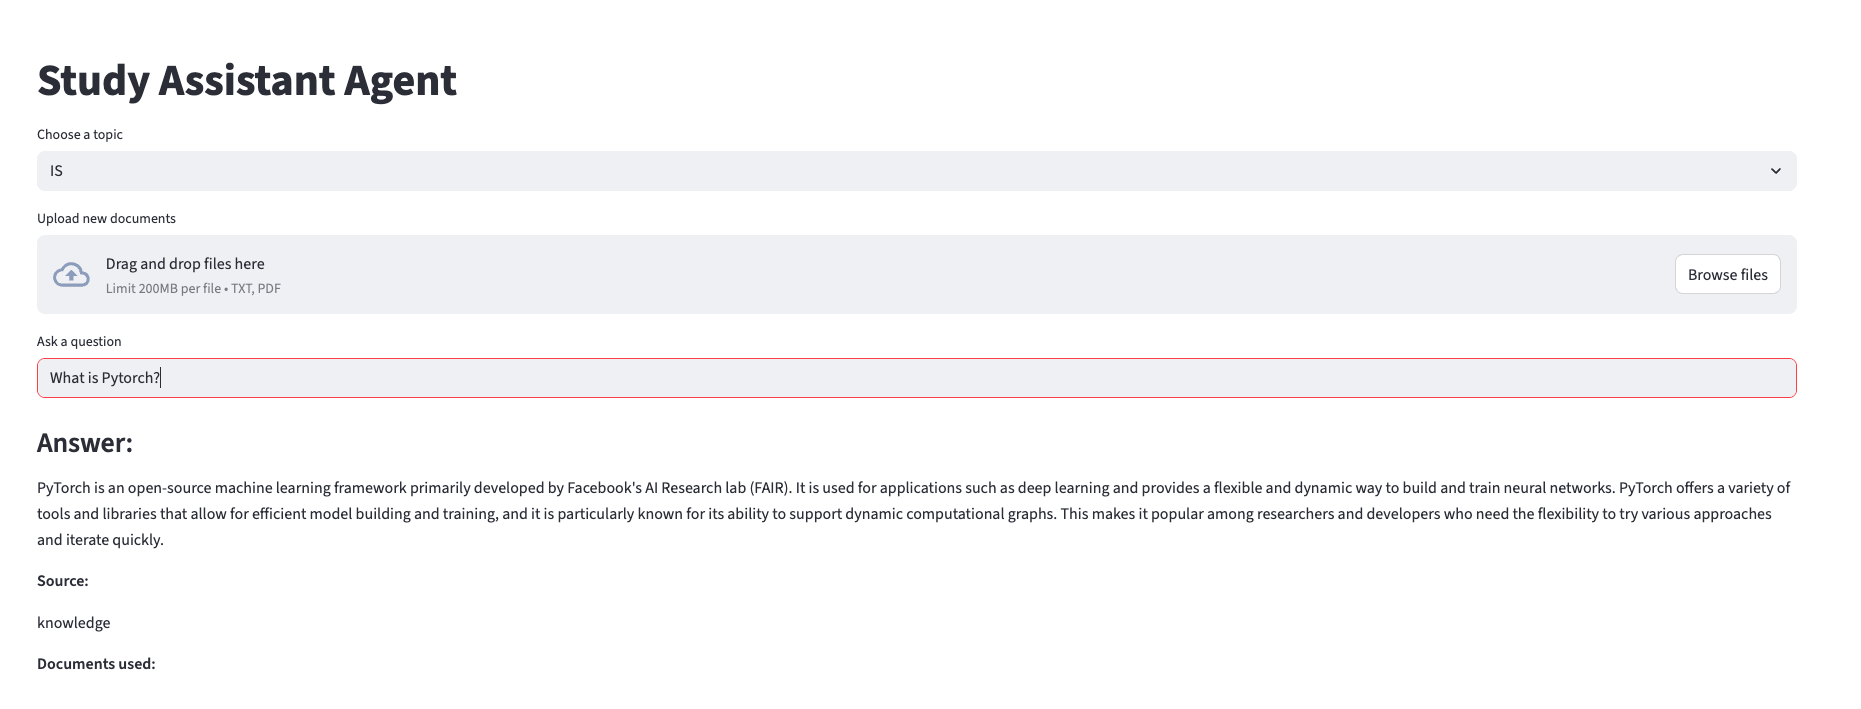 Study Assistant Agent
Choose a topic
IS
Upload new documents
Drag and drop files here
Limit 200MB per file • TXT, PDF
Browse files
Ask a question
What is Pytorch?
Answer:
PyTorch is an open-source machine learning framework primarily developed by Facebook's AI Research lab (FAIR). It is used for applications such as deep learning and provides a flexible and dynamic way to build and train neural networks. PyTorch offers a variety of
tools and libraries that allow for efficient model building and training, and it is particularly known for its ability to support dynamic computational graphs. This makes it popular among researchers and developers who need the flexibility to try various approaches
and iterate quickly.
Source:
knowledge
Documents used: